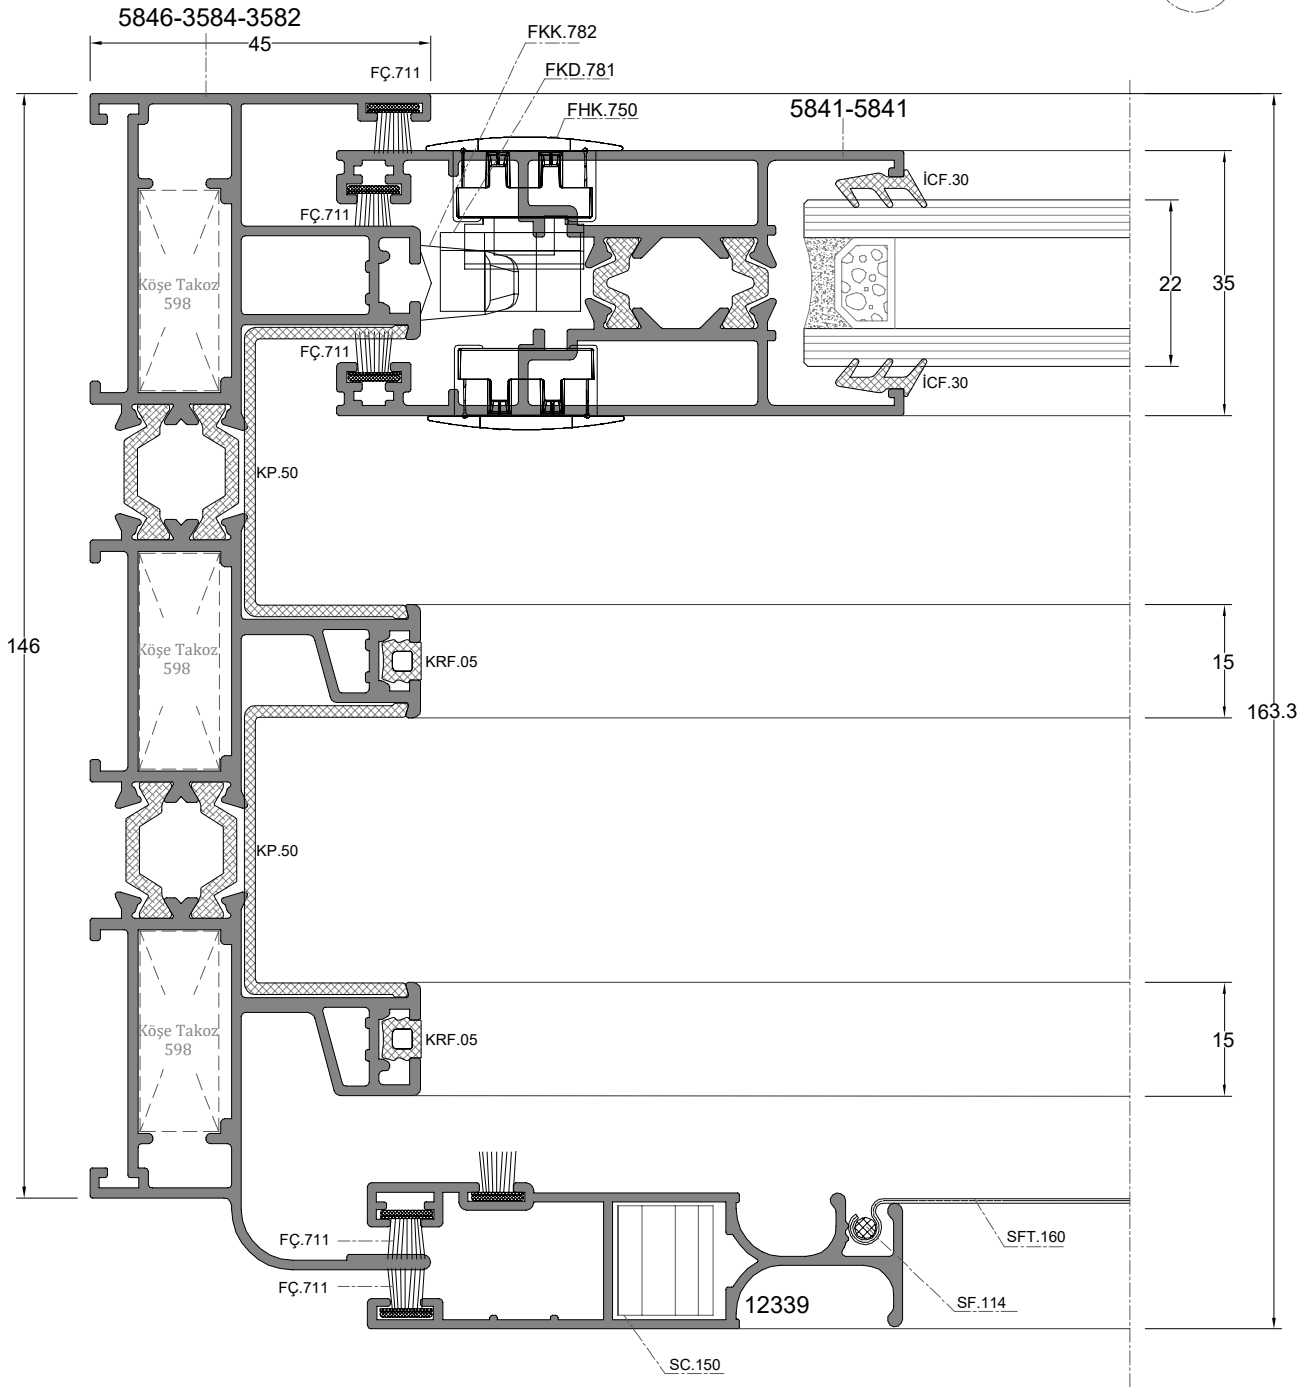 5846-3584-3582
45
FKK.782
FÇ.711
FKD.781
FHK.750
5841-5841
İCF.30
FÇ.711
Köşe Takoz
598
22
35
FÇ.711
İCF.30
KP.50
146
Köşe Takoz
598
KRF.05
15
163.3
KP.50
Köşe Takoz
598
KRF.05
15
FÇ.711
SFT.160
FÇ.711
SF.114
12339
SC.150